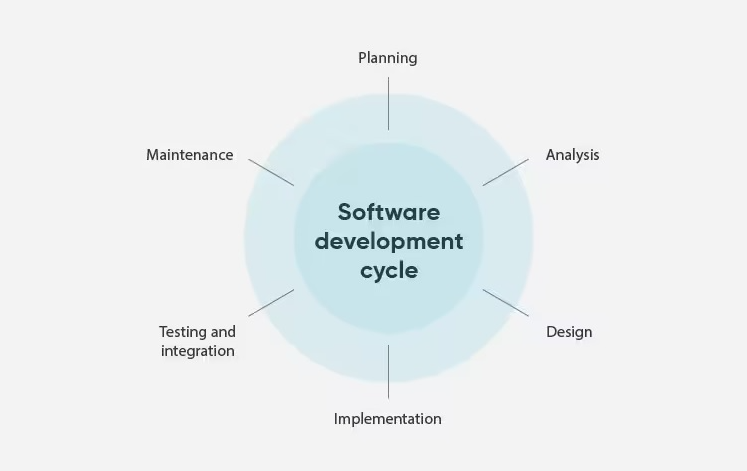 Planning
Maintenance
Analysis
Software
development
cycle
Testing and
integration
Design
Implementation